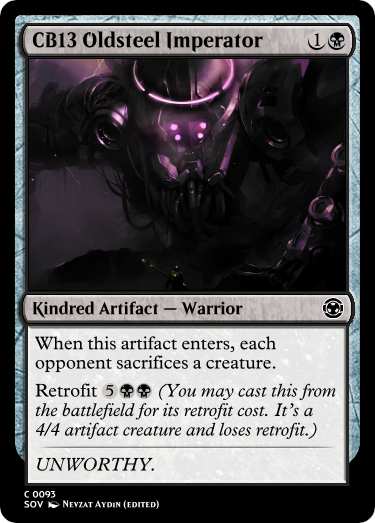 CB13 Oldsteel Imperator 1
Kindred Artifact — Warrior
When this artifact enters, each
opponent sacrifices a creature.
Retrofit 5 (You may cast this from
the battlefield for its retrofit cost. It's a
4/4 artifact creature and loses retrofit.)
UNWORTHY.
C 0093
SOV Nevzat Aydin (edited)